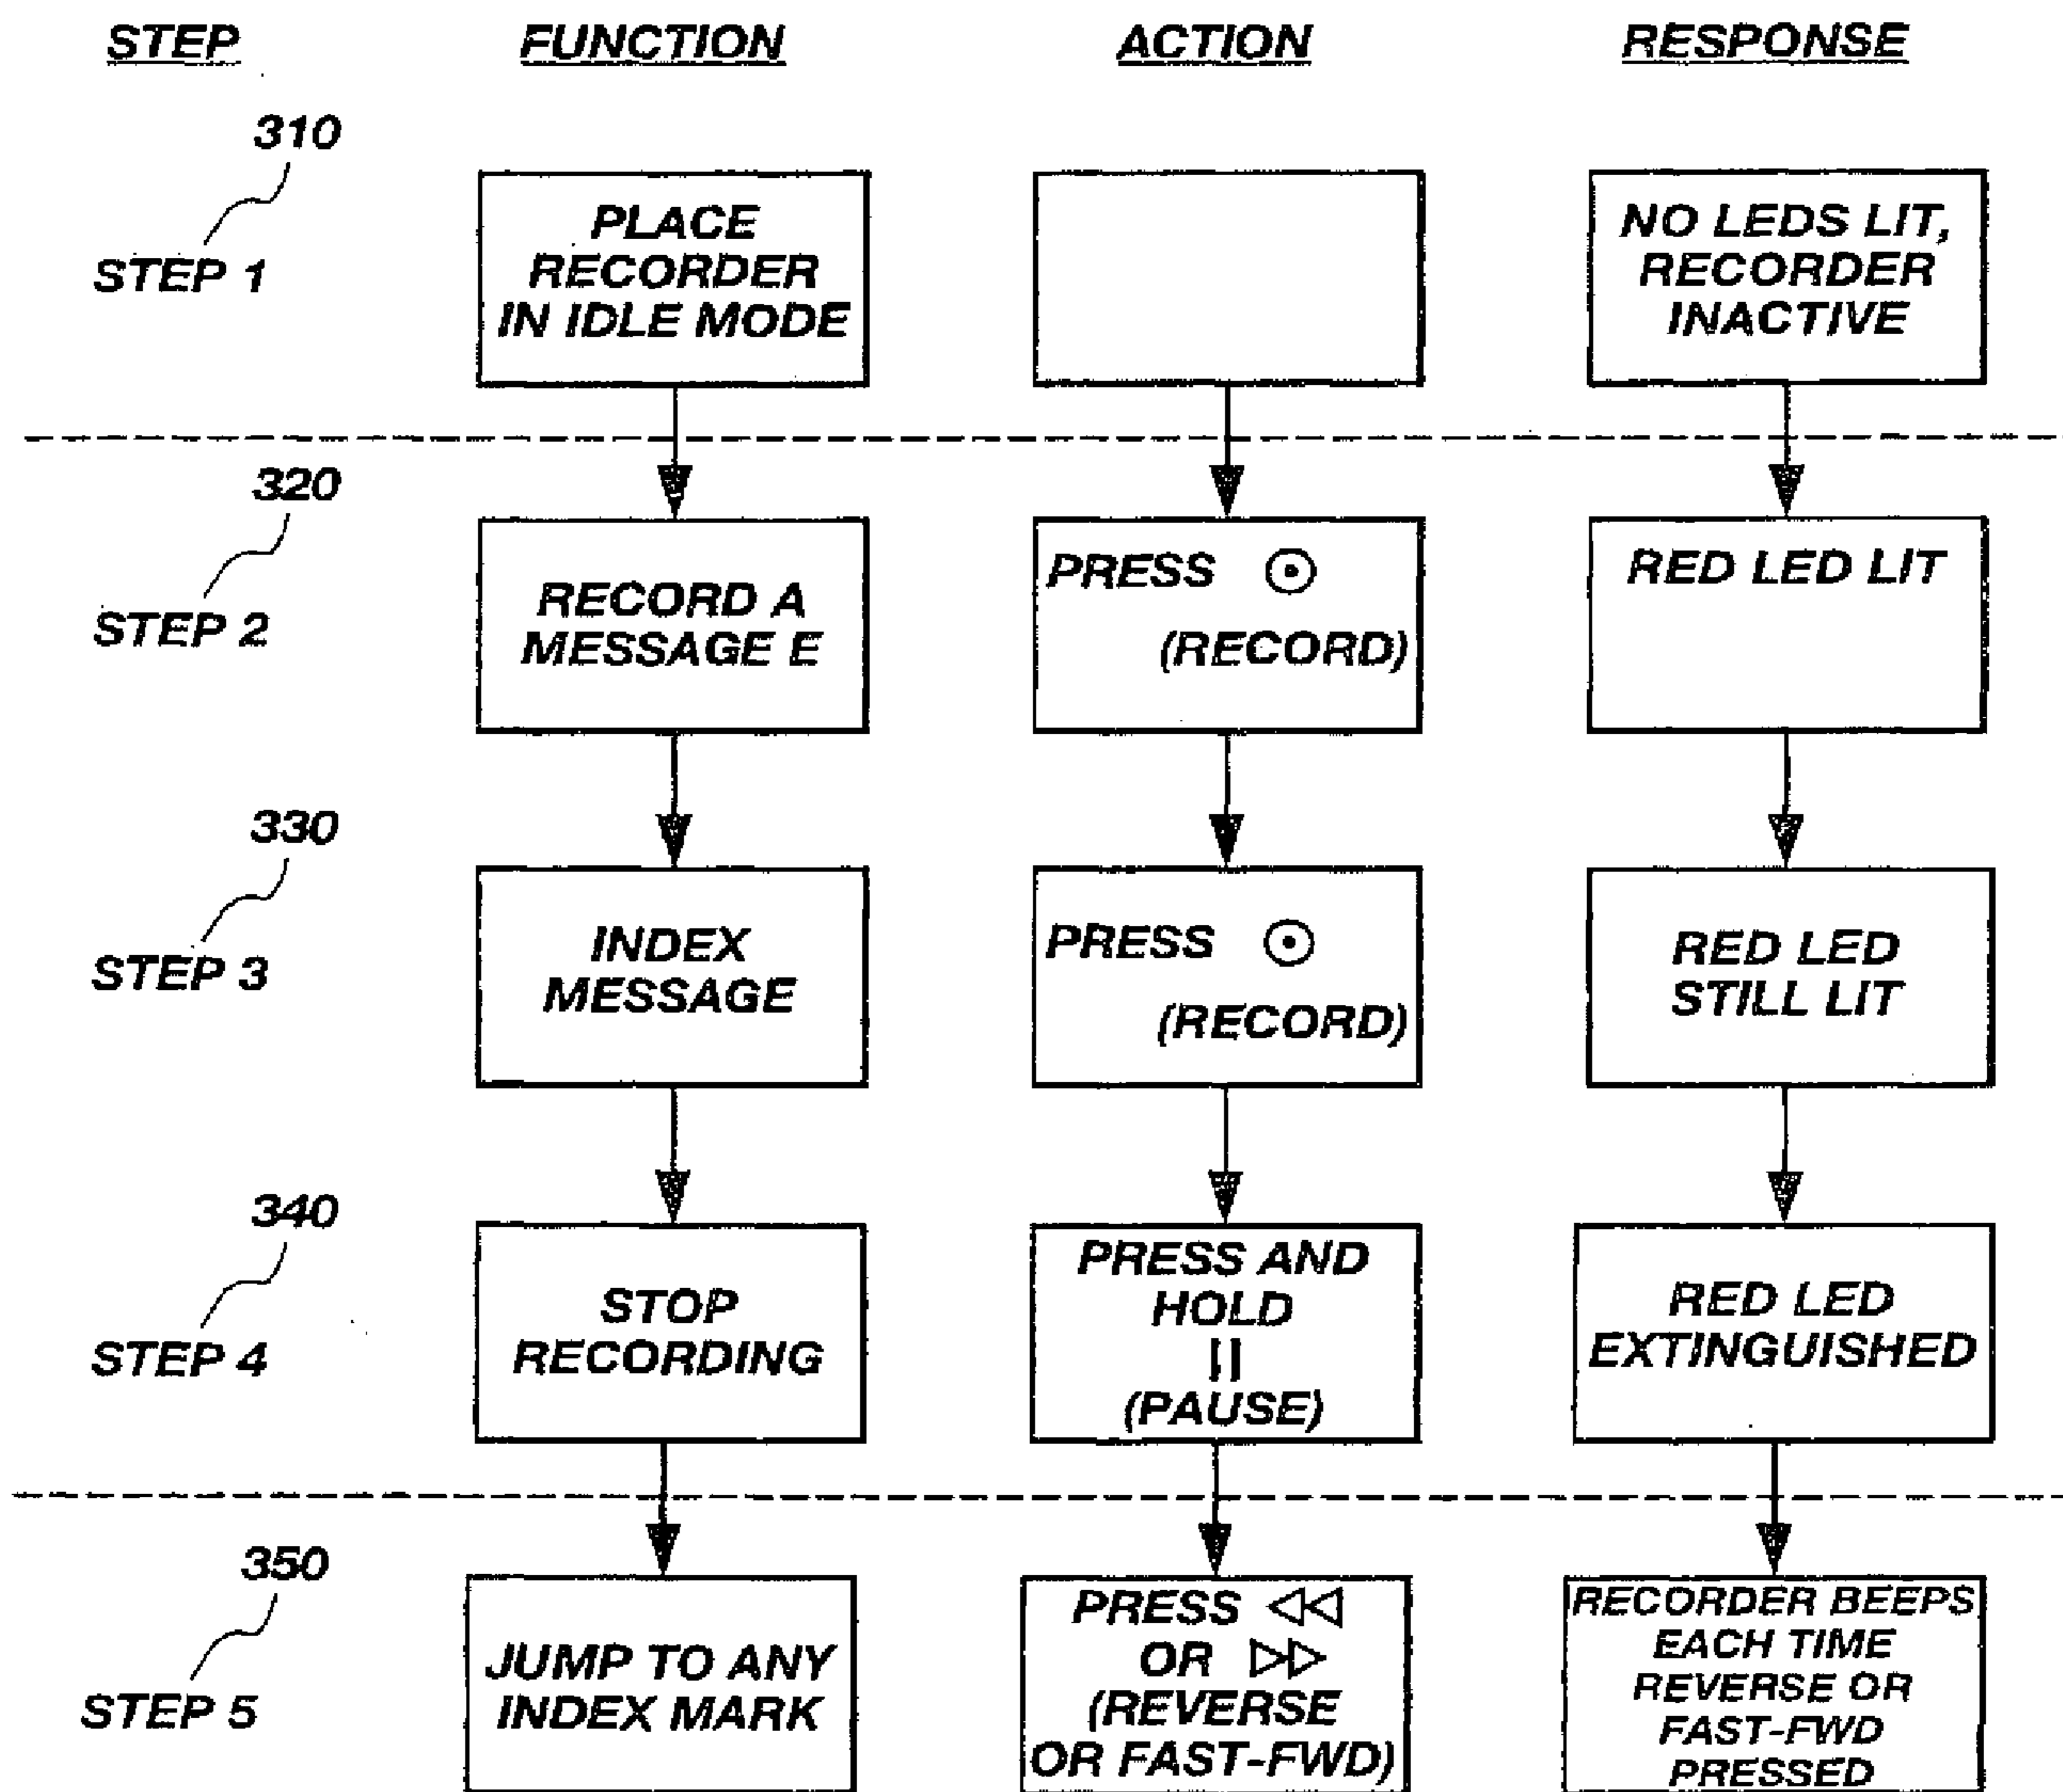 STEP FUNCTION ACTION RESPONSE
310
STEP 1
PLACE
RECORDER
IN IDLE MODE
NO LEDS LIT,
RECORDER
INACTIVE
320
STEP 2
RECORD A
MESSAGE E
PRESS ⊙
(RECORD)
RED LED LIT
330
STEP 3
INDEX
MESSAGE
PRESS ⊙
(RECORD)
RED LED
STILL LIT
340
STEP 4
STOP
RECORDING
PRESS AND
HOLD
||
(PAUSE)
RED LED
EXTINGUISHED
350
STEP 5
JUMP TO ANY
INDEX MARK
PRESS ◁◁
OR ▷▷
(REVERSE
OR FAST-FWD)
RECORDER BEEPS
EACH TIME
REVERSE OR
FAST-FWD
PRESSED